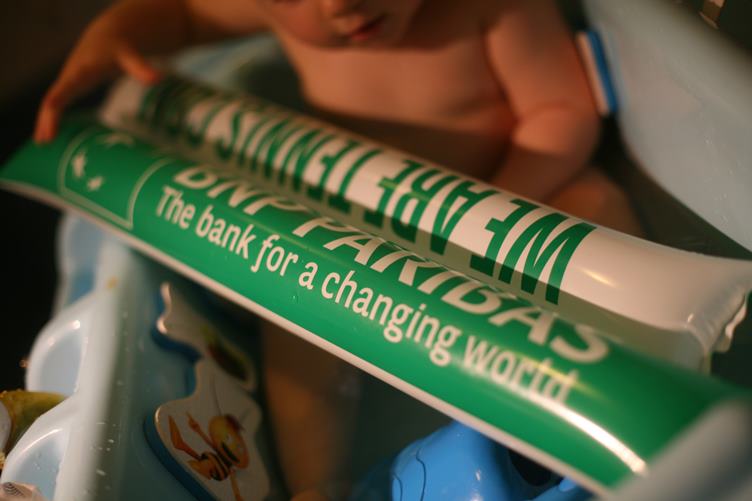 WE ARE TENNIS
BNP PARIBAS
The bank for a changing world